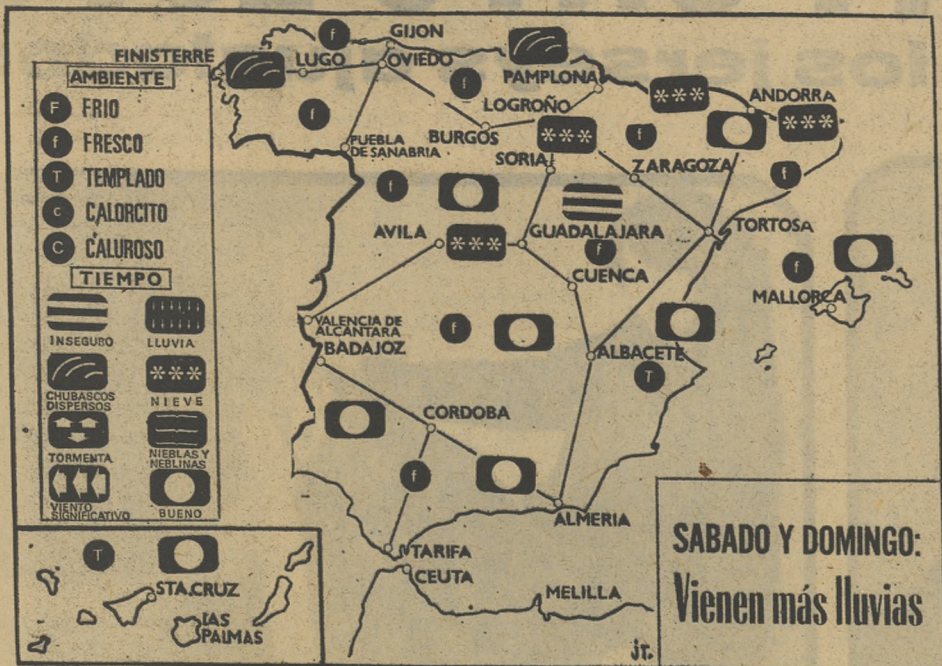 FINISTERRE
GIJON
LUGO
OVIEDO
PAMPLONA
LOGROÑO
BURGOS
PUEBLA
DE SANABRIA
SORIA
ANDORRA
ZARAGOZA
TORTOSA
AVILA
GUADALAJARA
CUENCA
MALLORCA
VALENCIA DE
ALCANTARA
BADAJOZ
ALBACETE
CORDOBA
ALMERIA
TARIFA
CEUTA
MELILLA
AMBIENTE
F FRIO
f FRESCO
T TEMPLADO
c CALORCITO
C CALUROSO
TIEMPO
INSEGURO
LLUVIA
CHUBASCOS
DISPERSOS
*** NIEVE
TORMENTA
NIEBLAS Y
NEBLINAS
VIENTO
SIGNIFICATIVO
BUENO
f
f
f
f
f
f
f
f
f
f
T
***
***
***
***
T
STA.CRUZ
LAS
PALMAS
jr.
SABADO Y DOMINGO:
Vienen más lluvias